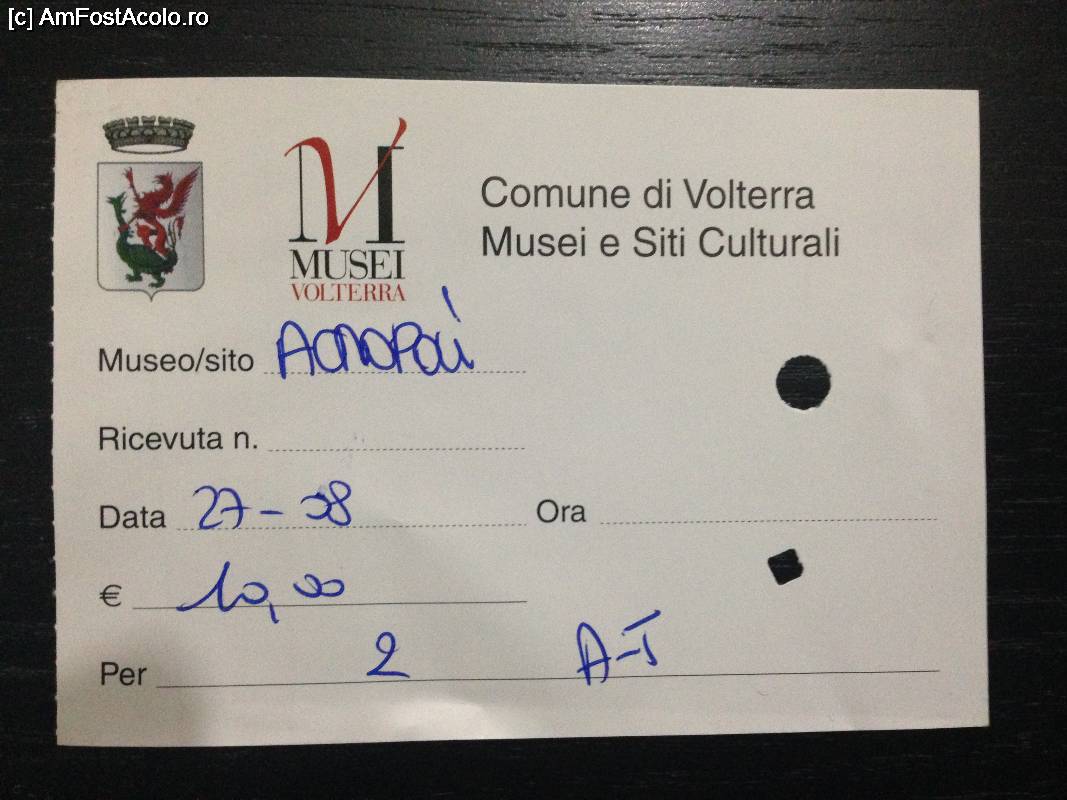 [c] AmFostAcolo.ro
MUSEI
VOLTERRA
Comune di Volterra
Musei e Siti Culturali
Museo/sito ACROPOLI
Ricevuta n.
Data 27-08 Ora
€ 10,00
Per 2 A-T